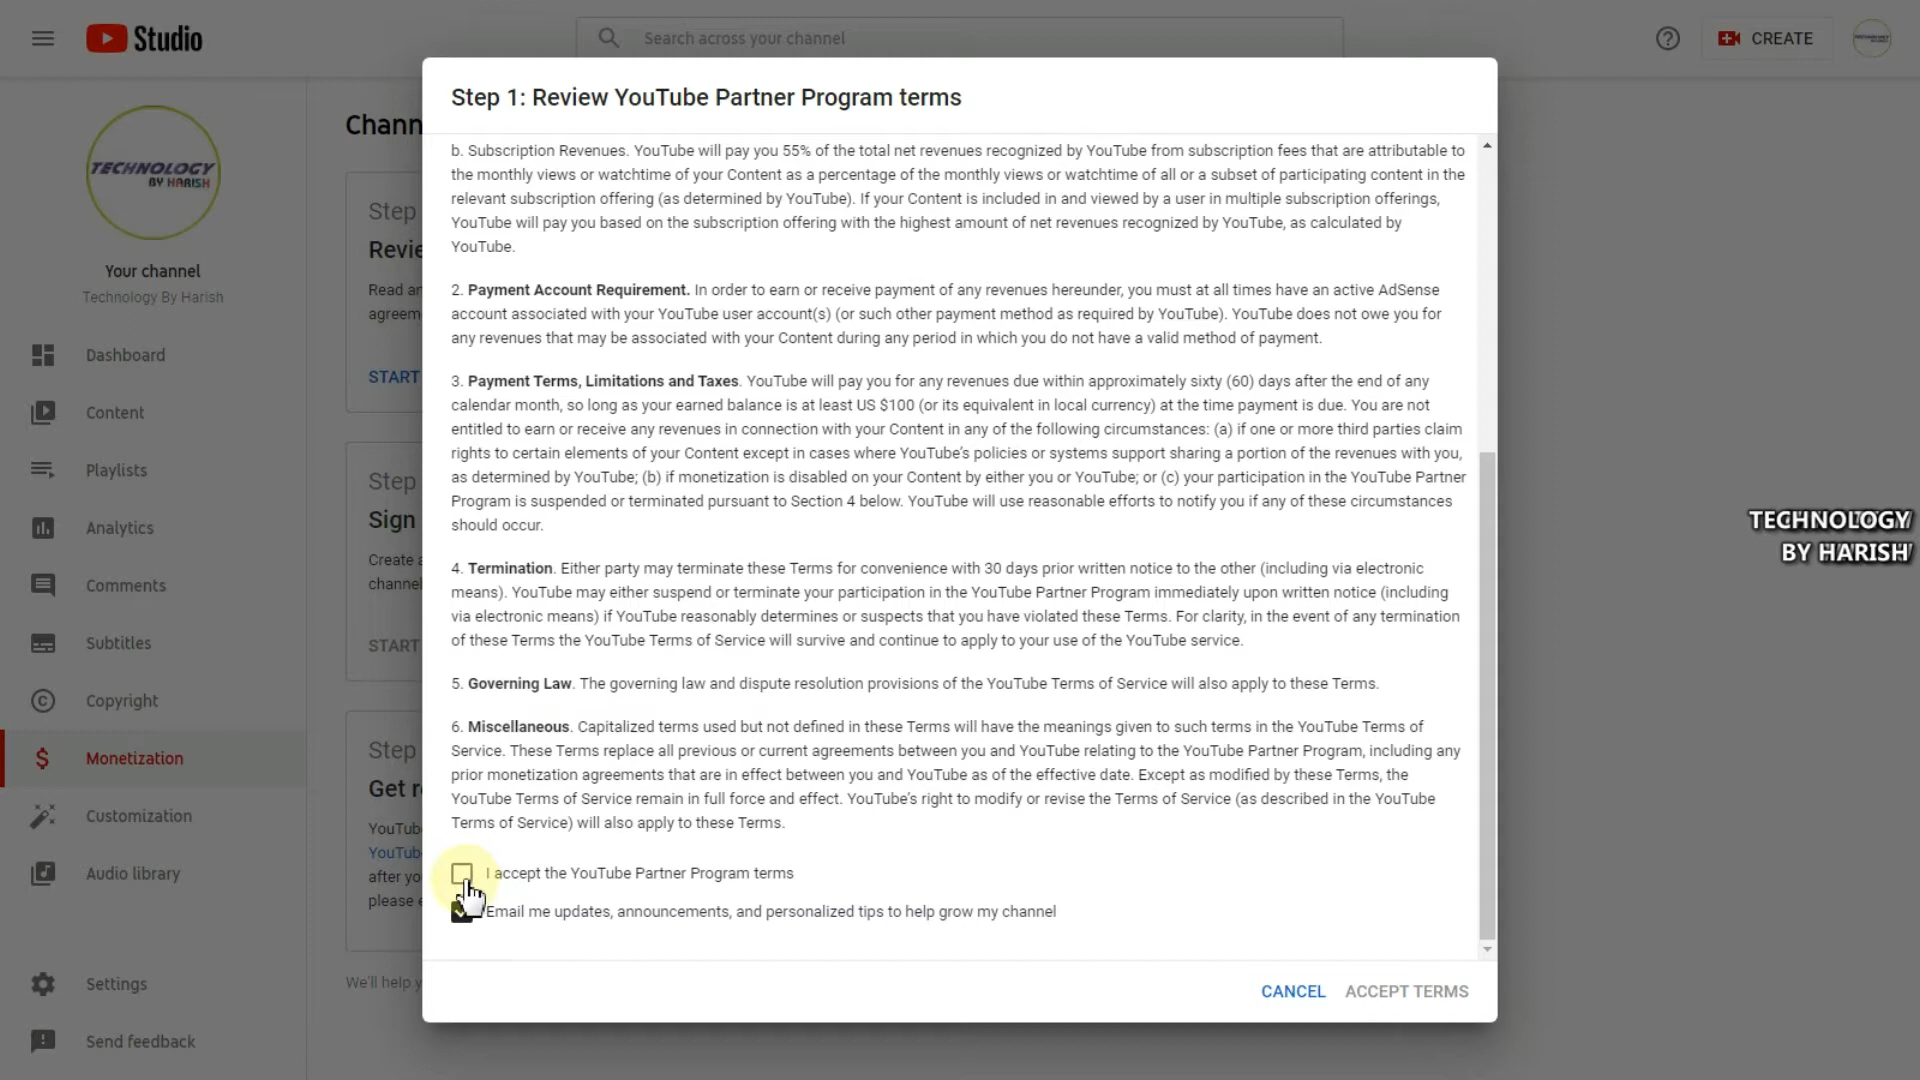 Studio
Search across your channel
CREATE
TECHNOLOGY
BY HARISH
Your channel
Technology By Harish
Dashboard
Content
Playlists
Analytics
Comments
Subtitles
Copyright
Monetization
Customization
Audio library
Settings
Send feedback
Chann
Step
Revie
Read an
agreem
START
Step
Sign
Create a
channel
START
Step
Get r
YouTub
YouTub
after yo
please e
We'll help y
Step 1: Review YouTube Partner Program terms
b. Subscription Revenues. YouTube will pay you 55% of the total net revenues recognized by YouTube from subscription fees that are attributable to
the monthly views or watchtime of your Content as a percentage of the monthly views or watchtime of all or a subset of participating content in the
relevant subscription offering (as determined by YouTube). If your Content is included in and viewed by a user in multiple subscription offerings,
YouTube will pay you based on the subscription offering with the highest amount of net revenues recognized by YouTube, as calculated by
YouTube.
2. Payment Account Requirement. In order to earn or receive payment of any revenues hereunder, you must at all times have an active AdSense
account associated with your YouTube user account(s) (or such other payment method as required by YouTube). YouTube does not owe you for
any revenues that may be associated with your Content during any period in which you do not have a valid method of payment.
3. Payment Terms, Limitations and Taxes. YouTube will pay you for any revenues due within approximately sixty (60) days after the end of any
calendar month, so long as your earned balance is at least US $100 (or its equivalent in local currency) at the time payment is due. You are not
entitled to earn or receive any revenues in connection with your Content in any of the following circumstances: (a) if one or more third parties claim
rights to certain elements of your Content except in cases where YouTube's policies or systems support sharing a portion of the revenues with you,
as determined by YouTube; (b) if monetization is disabled on your Content by either you or YouTube; or (c) your participation in the YouTube Partner
Program is suspended or terminated pursuant to Section 4 below. YouTube will use reasonable efforts to notify you if any of these circumstances
should occur.
4. Termination. Either party may terminate these Terms for convenience with 30 days prior written notice to the other (including via electronic
means). YouTube may either suspend or terminate your participation in the YouTube Partner Program immediately upon written notice (including
via electronic means) if YouTube reasonably determines or suspects that you have violated these Terms. For clarity, in the event of any termination
of these Terms the YouTube Terms of Service will survive and continue to apply to your use of the YouTube service.
5. Governing Law. The governing law and dispute resolution provisions of the YouTube Terms of Service will also apply to these Terms.
6. Miscellaneous. Capitalized terms used but not defined in these Terms will have the meanings given to such terms in the YouTube Terms of
Service. These Terms replace all previous or current agreements between you and YouTube relating to the YouTube Partner Program, including any
prior monetization agreements that are in effect between you and YouTube as of the effective date. Except as modified by these Terms, the
YouTube Terms of Service remain in full force and effect. YouTube's right to modify or revise the Terms of Service (as described in the YouTube
Terms of Service) will also apply to these Terms.
I accept the YouTube Partner Program terms
Email me updates, announcements, and personalized tips to help grow my channel
CANCEL
ACCEPT TERMS
TECHNOLOGY
BY HARISH